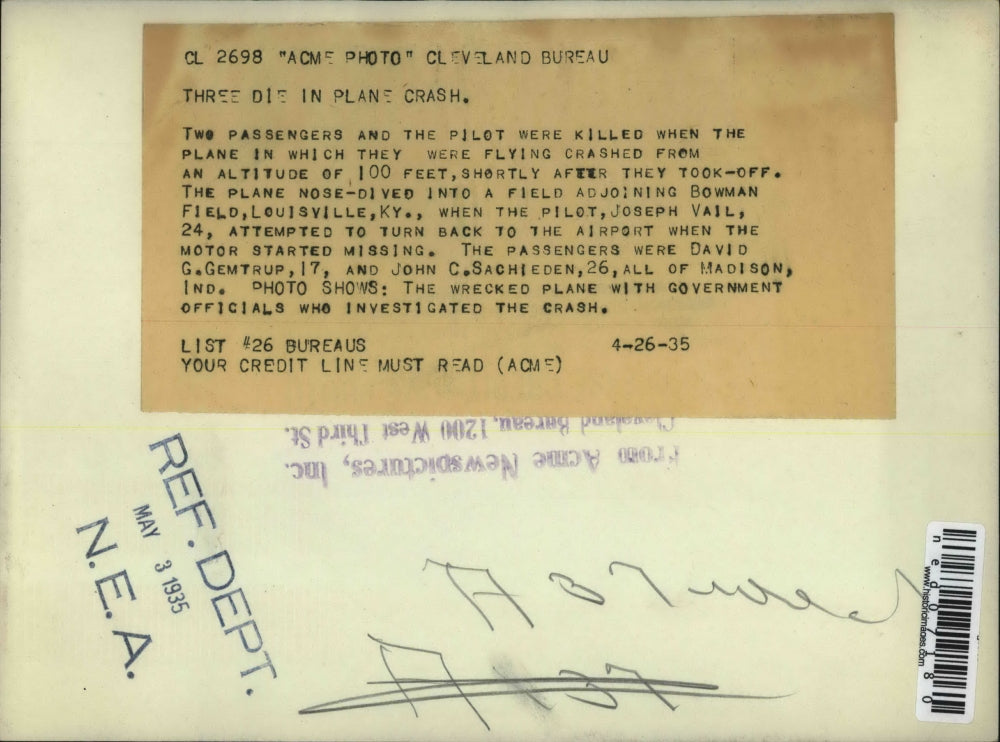 CL 2698 "ACME PHOTO" CLEVELAND BUREAU
THREE DIE IN PLANE CRASH.
TWO PASSENGERS AND THE PILOT WERE KILLED WHEN THE
PLANE IN WHICH THEY WERE FLYING CRASHED FROM
AN ALTITUDE OF 100 FEET, SHORTLY AFTER THEY TOOK-OFF.
THE PLANE NOSE-DIVED INTO A FIELD ADJOINING BOWMAN
FIELD, LOUISVILLE, KY., WHEN THE PILOT, JOSEPH VAIL,
24, ATTEMPTED TO TURN BACK TO THE AIRPORT WHEN THE
MOTOR STARTED MISSING. THE PASSENGERS WERE DAVID
G. GEMTRUP, 17, AND JOHN C. SACHIEDEN, 26, ALL OF MADISON,
IND. PHOTO SHOWS: THE WRECKED PLANE WITH GOVERNMENT
OFFICIALS WHO INVESTIGATED THE CRASH.
LIST #26 BUREAUS 4-26-35
YOUR CREDIT LINE MUST READ (ACME)
From Acme Newspictures, Inc.
Cleveland Bureau, 1200 West Third St.
REF. DEPT.
MAY 3 1935
N.E.A.
www.historicimages.com
ned07180